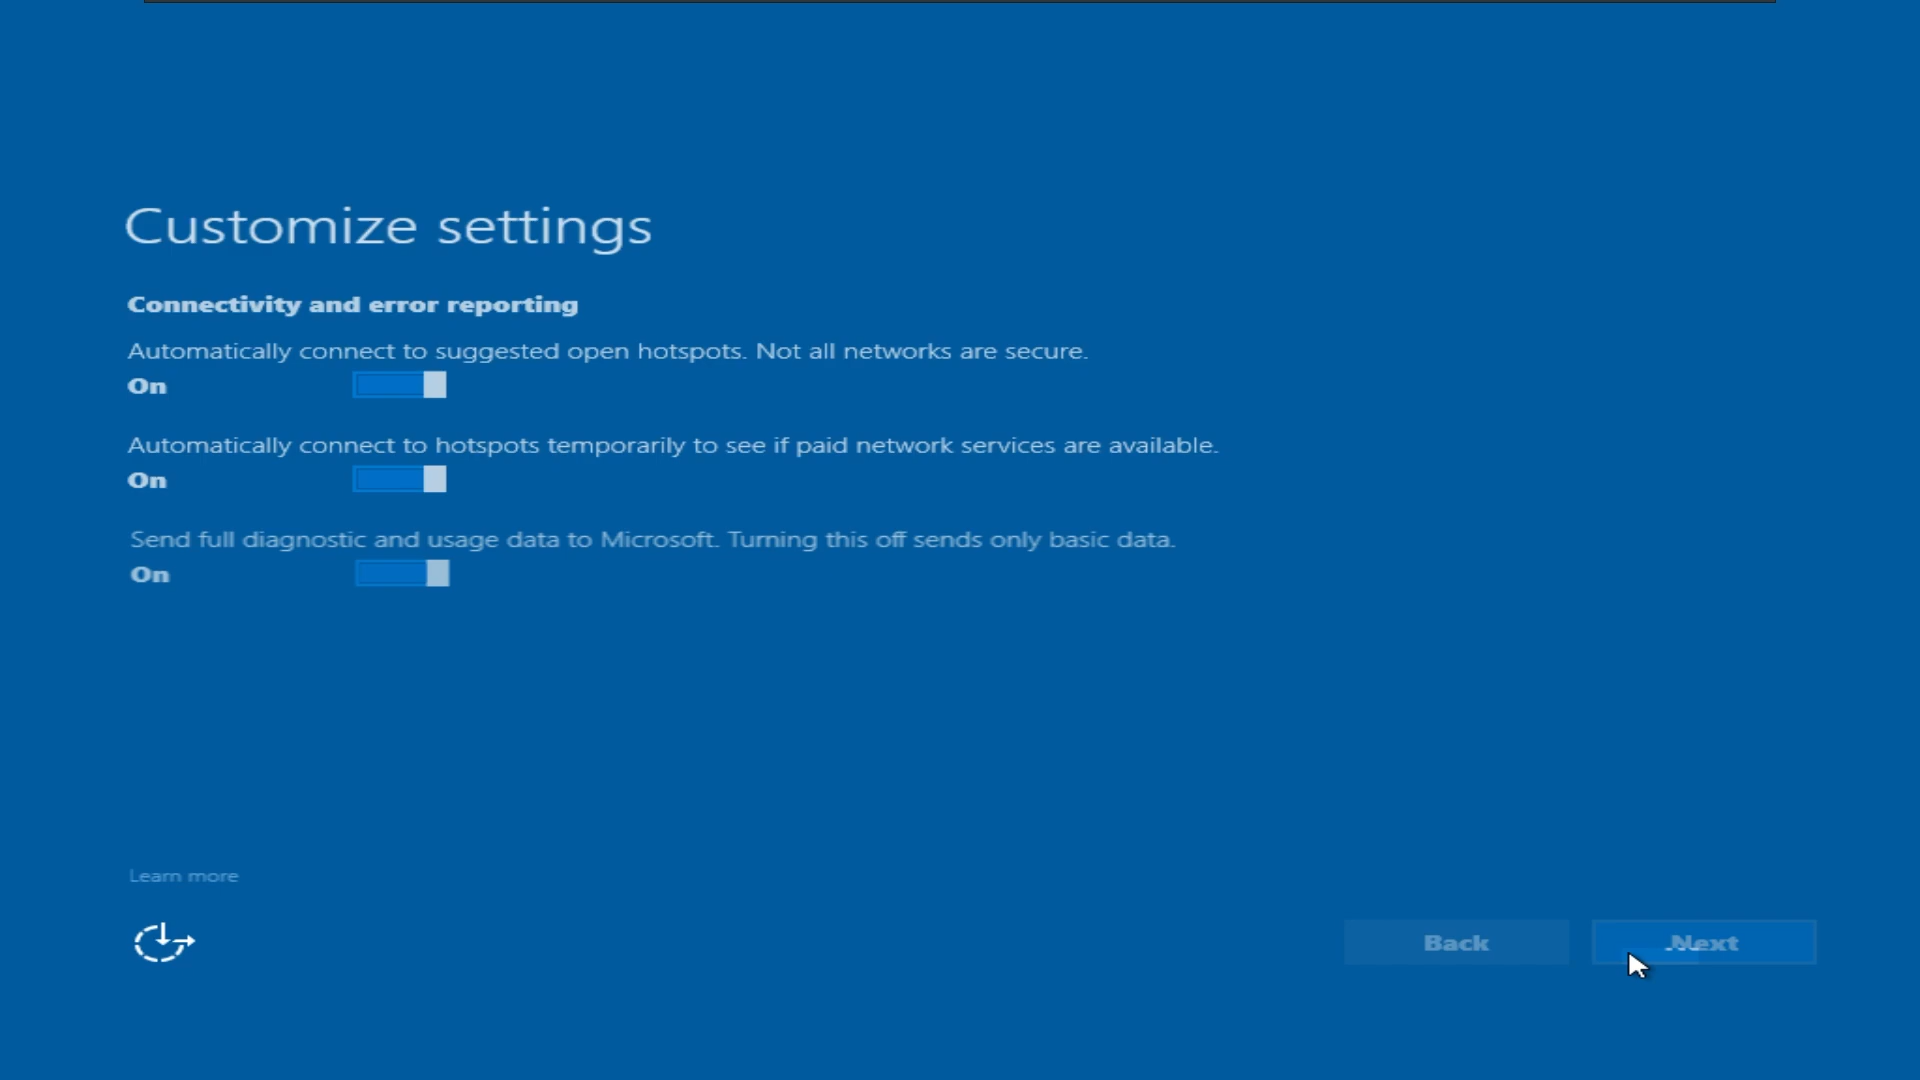 Customize settings
Connectivity and error reporting
Automatically connect to suggested open hotspots. Not all networks are secure.
On
Automatically connect to hotspots temporarily to see if paid network services are available.
On
Send full diagnostic and usage data to Microsoft. Turning this off sends only basic data.
On
Learn more
Back
Next